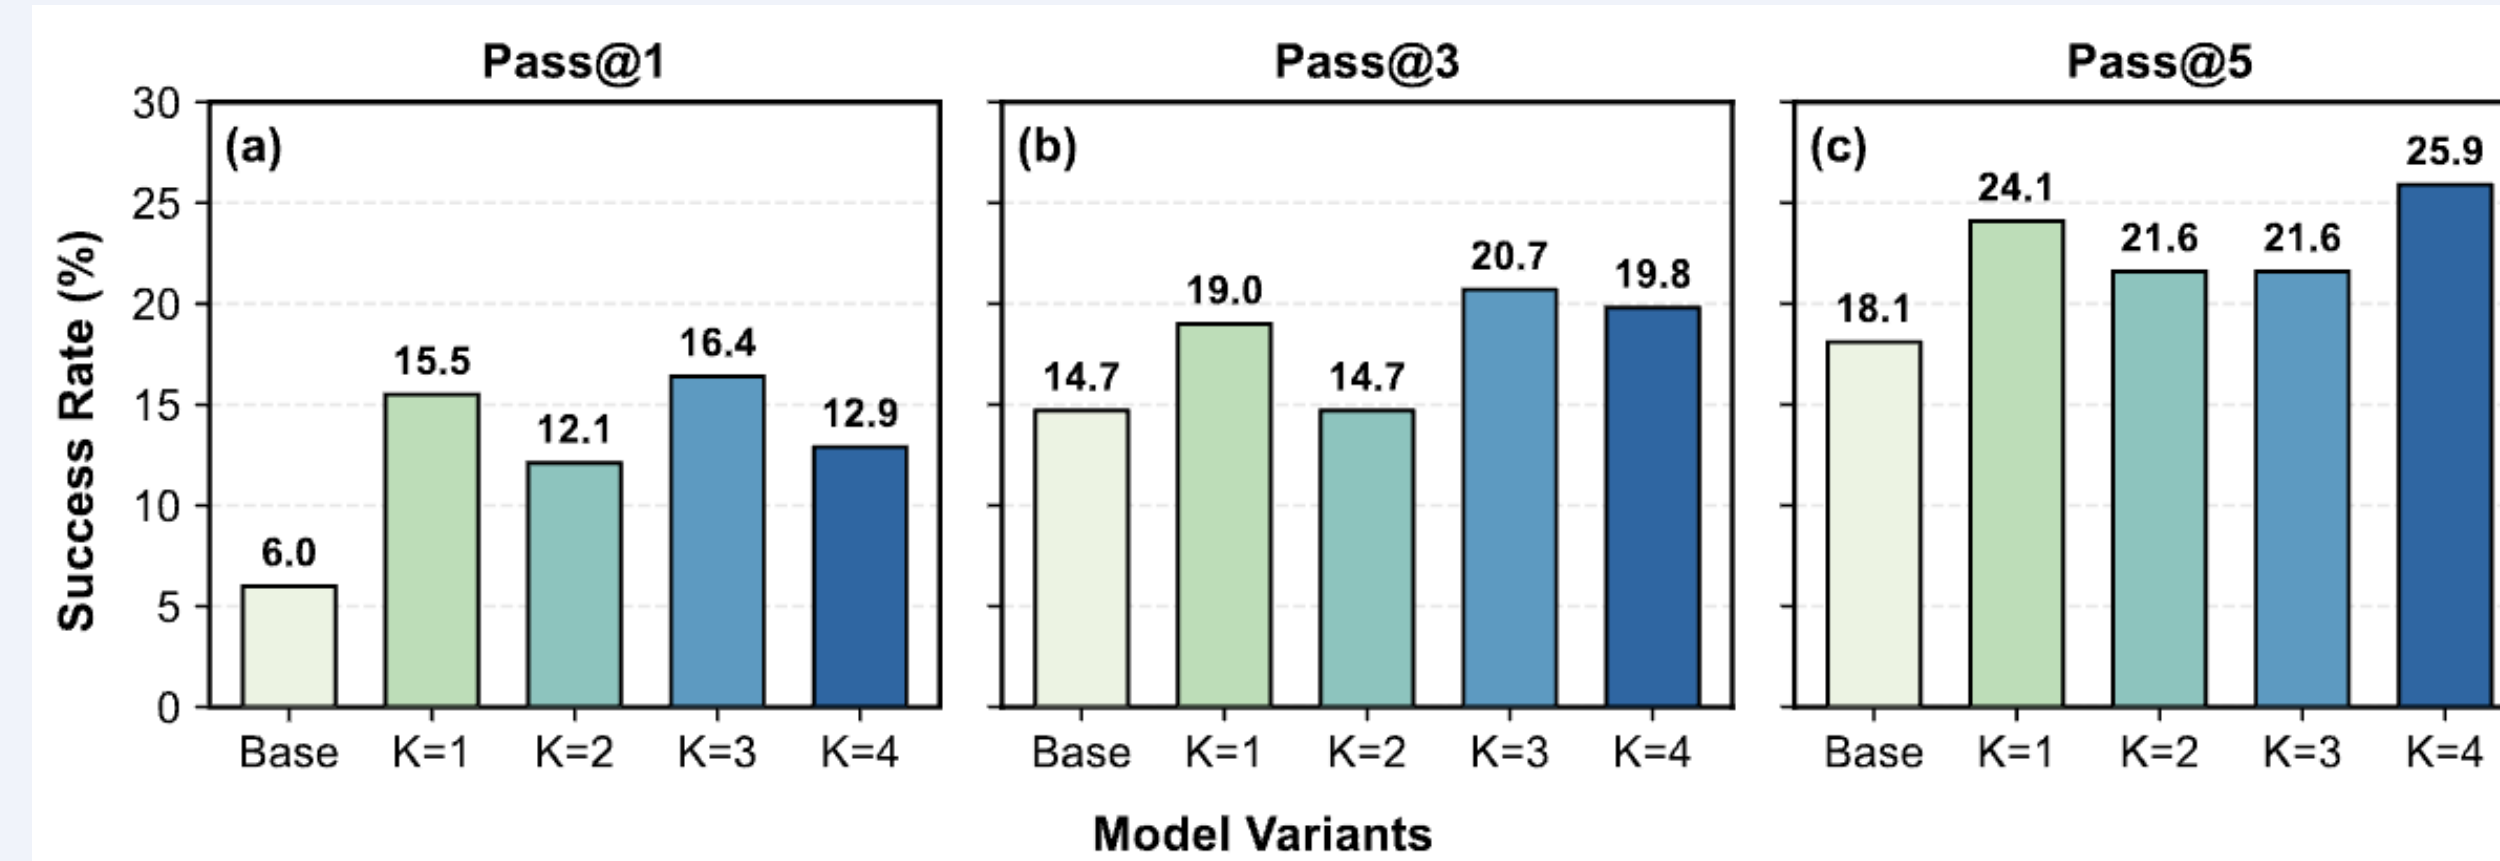 Pass@1
Pass@3
Pass@5
Success Rate (%)
30
25
20
15
10
5
0
(a)
6.0
15.5
12.1
16.4
12.9
Base
K=1
K=2
K=3
K=4
(b)
14.7
19.0
14.7
20.7
19.8
Base
K=1
K=2
K=3
K=4
(c)
18.1
24.1
21.6
21.6
25.9
Base
K=1
K=2
K=3
K=4
Model Variants